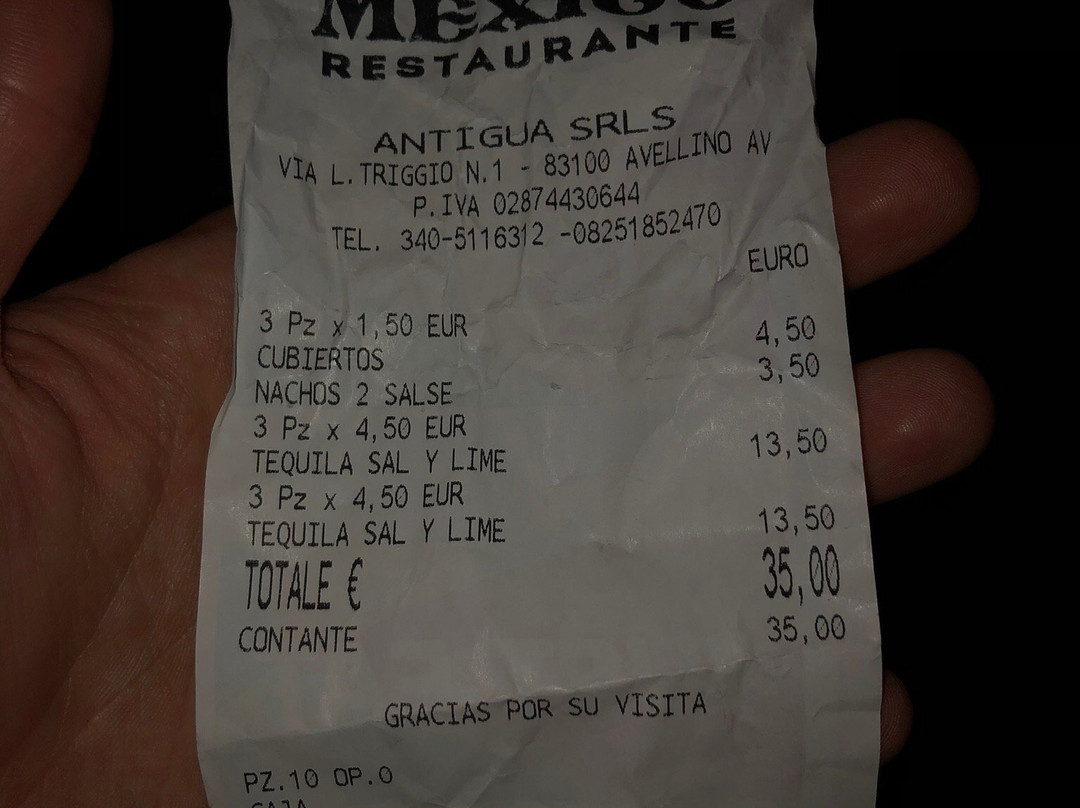 MEXICO
RESTAURANTE
ANTIGUA SRLS
VIA L.TRIGGIO N.1 - 83100 AVELLINO AV
P.IVA 02874430644
TEL. 340-5116312 -08251852470
EURO
3 Pz x 1,50 EUR
CUBIERTOS 4,50
NACHOS 2 SALSE 3,50
3 Pz x 4,50 EUR
TEQUILA SAL Y LIME 13,50
3 Pz x 4,50 EUR
TEQUILA SAL Y LIME 13,50
TOTALE € 35,00
CONTANTE 35,00
GRACIAS POR SU VISITA
PZ.10 OP.0
CAJA